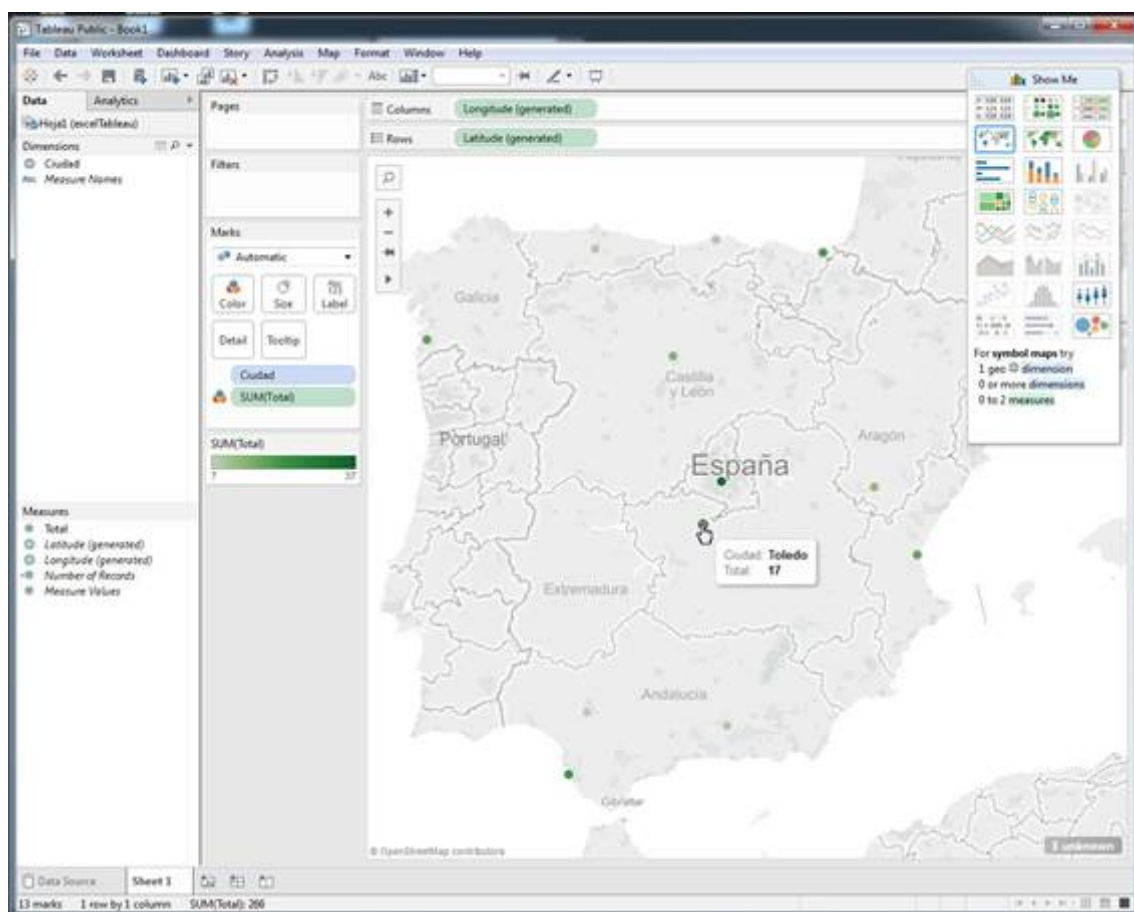 Tableau Public - Book1
File Data Worksheet Dashboard Story Analysis Map Format Window Help
Abc
Show Me
Data Analytics
Hoja1 (excelTableau)
Dimensions
Ciudad
Abc Measure Names
Measures
Total
Latitude (generated)
Longitude (generated)
Number of Records
Measure Values
Pages
Filters
Marks
Automatic
Color Size Label
Detail Tooltip
Ciudad
SUM(Total)
SUM(Total)
7 37
Columns Longitude (generated)
Rows Latitude (generated)
Galicia
Castilla
y León
Portugal
España
Aragón
Ciudad: Toledo
Total: 17
Extremadura
Andalucía
Gibraltar
© OpenStreetMap contributors
1 unknown
For symbol maps try
1 geo dimension
0 or more dimensions
0 to 2 measures
Data Source Sheet 1
13 marks 1 row by 1 column SUM(Total): 266